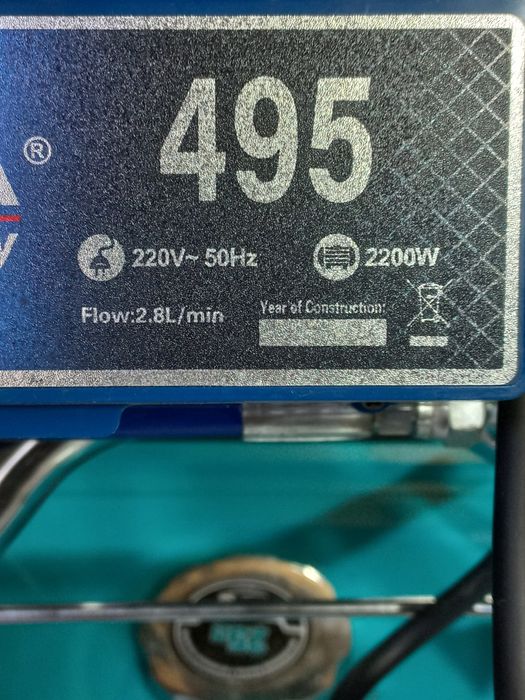 495
A®
y
220V~ 50Hz
2200W
Flow:2.8L/min
Year of Construction: